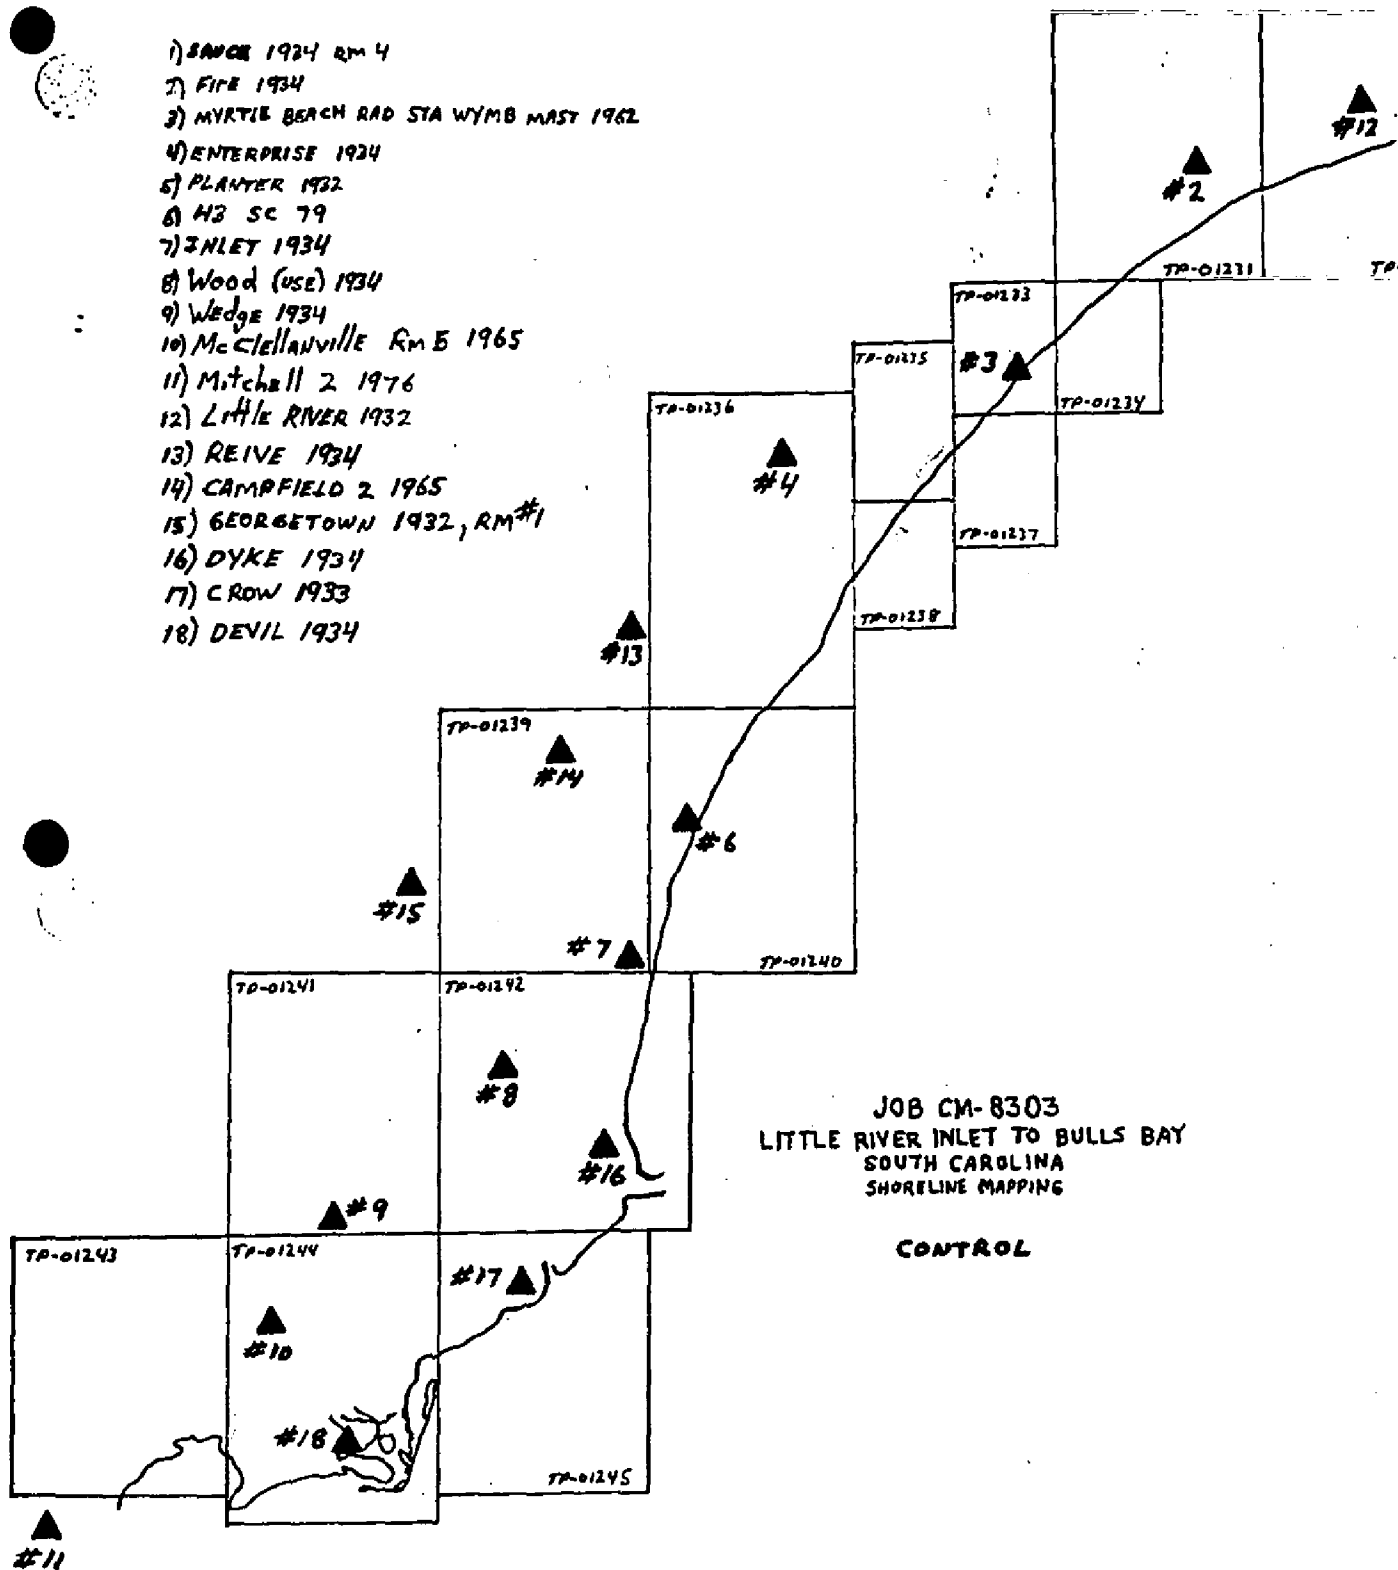 1) SAUCE 1934 RM 4
2) FIRE 1934
3) MYRTLE BEACH RAD STA WYMB MAST 1962
4) ENTERPRISE 1934
5) PLANTER 1932
6) H3 SC 79
7) INLET 1934
8) Wood (USE) 1934
9) Wedge 1934
10) McClellanville RM 5 1965
11) Mitchell 2 1976
12) Little RIVER 1932
13) REIVE 1934
14) CAMPFIELD 2 1965
15) GEORGETOWN 1932, RM #1
16) DYKE 1934
17) CROW 1933
18) DEVIL 1934
#12
#2
TP-01231
TP-
TP-01233
#3
TP-01235
TP-01234
TP-01236
#4
TP-01237
TP-01238
#13
TP-01239
#14
#6
#15
#7
TP-01240
TP-01241
TP-01242
#8
#16
#9
JOB CM-8303
LITTLE RIVER INLET TO BULLS BAY
SOUTH CAROLINA
SHORELINE MAPPING
CONTROL
TP-01243
TP-01244
#17
#10
#18
TP-01245
#11